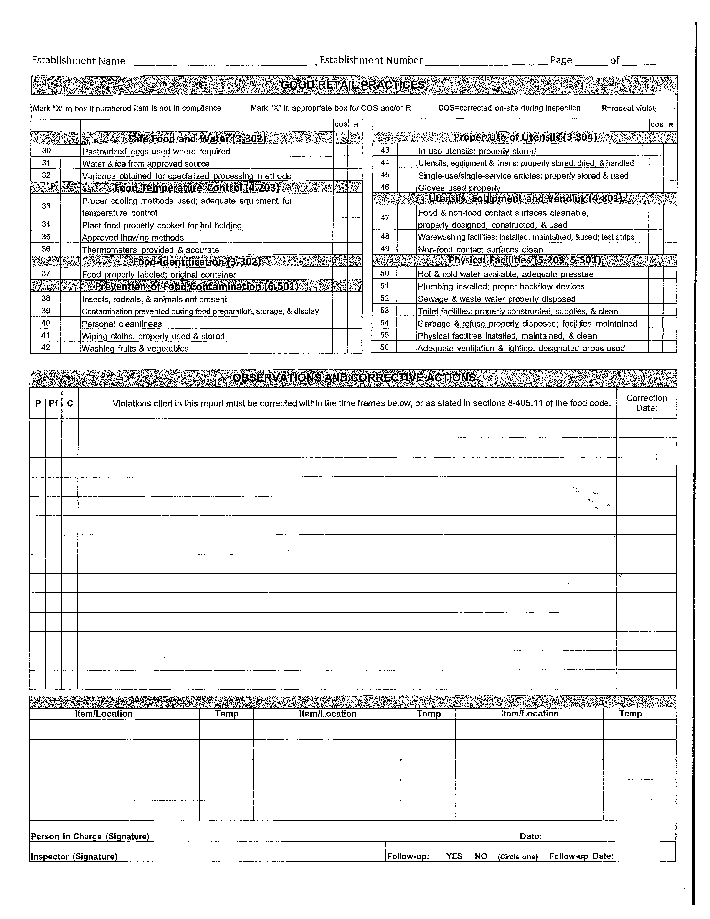 Establishment Name Establishment Number Page of
GOOD RETAIL PRACTICES
Mark "X" in box if numbered item is not in compliance Mark "X" in appropriate box for COS and/or R COS=corrected on-site during inspection R=repeat violation
COS R
Safe Food and Water (3-302)
30 Pasteurized eggs used where required
31 Water & ice from approved source
32 Variance obtained for specialized processing methods
Food Temperature Control (4-203)
33 Proper cooling methods used; adequate equipment for
temperature control
34 Plant food properly cooked for hot holding
35 Approved thawing methods
36 Thermometers provided & accurate
Food Identification (3-302)
37 Food properly labeled; original container
Prevention of Food Contamination (6-501)
38 Insects, rodents, & animals not present
39 Contamination prevented during food preparation, storage, & display
40 Personal cleanliness
41 Wiping cloths: properly used & stored
42 Washing fruits & vegetables
COS R
Proper Use of Utensils (3-304)
43 In-use utensils: properly stored
44 Utensils, equipment & linens: properly stored, dried, & handled
45 Single-use/single-service articles: properly stored & used
46 Gloves used properly
Utensils, Equipment and Vending
47 Food & non-food contact surfaces cleanable,
properly designed, constructed, & used
48 Warewashing facilities: installed, maintained, & used; test strips
49 Non-food contact surfaces clean
Physical Facilities
50 Hot & cold water available, adequate pressure
51 Plumbing installed; proper backflow devices
52 Sewage & waste water properly disposed
53 Toilet facilities: properly constructed, supplies, & clean
54 Garbage & refuse properly disposed; facilities maintained
55 Physical facilities installed, maintained, & clean
56 Adequate ventilation & lighting; designated areas used
OBSERVATIONS AND CORRECTIVE ACTIONS
P Pf C Violations cited in this report must be corrected within the time frames below, or as stated in sections 8-405.11 of the food code. Correction
Date:
Item/Location Temp Item/Location Temp Item/Location Temp
Person in Charge (Signature) Date:
Inspector (Signature) Follow-up: YES NO (Circle one) Follow-up Date: